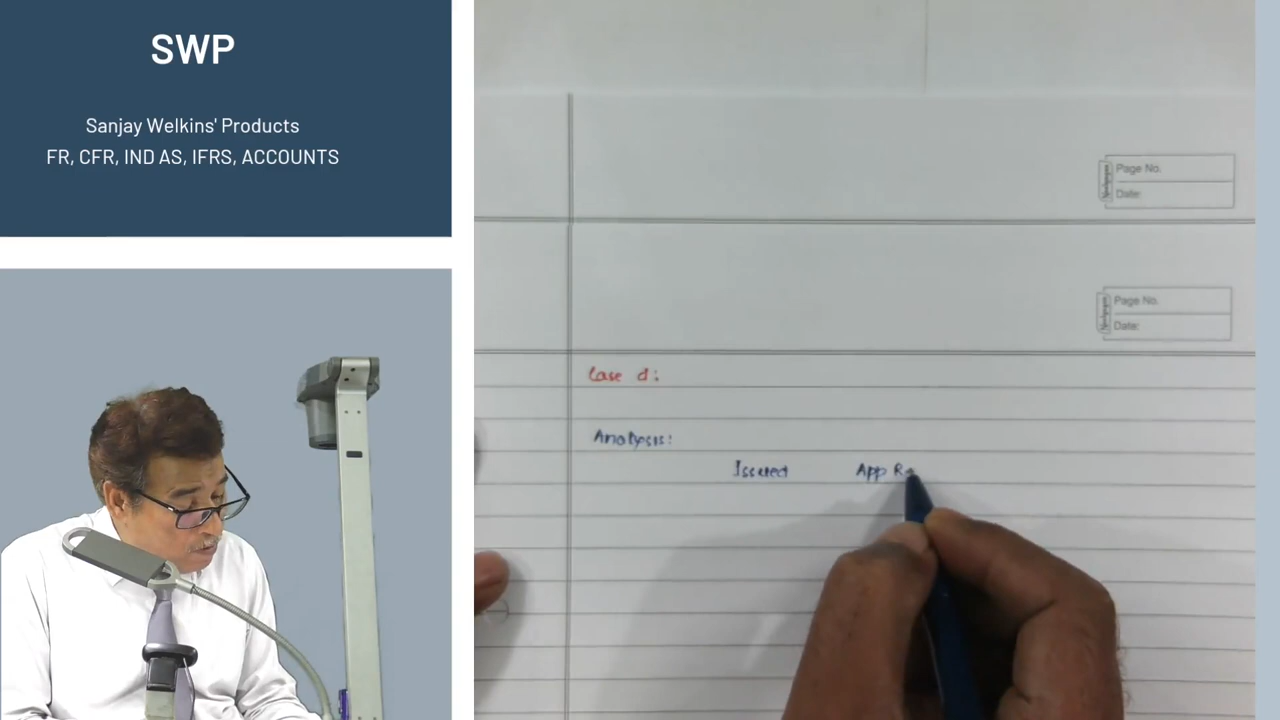 SWP
Sanjay Welkins' Products
FR, CFR, IND AS, IFRS, ACCOUNTS
Page No.
Date:
Page No.
Date:
Case d:
Analysis:
Issued App Re